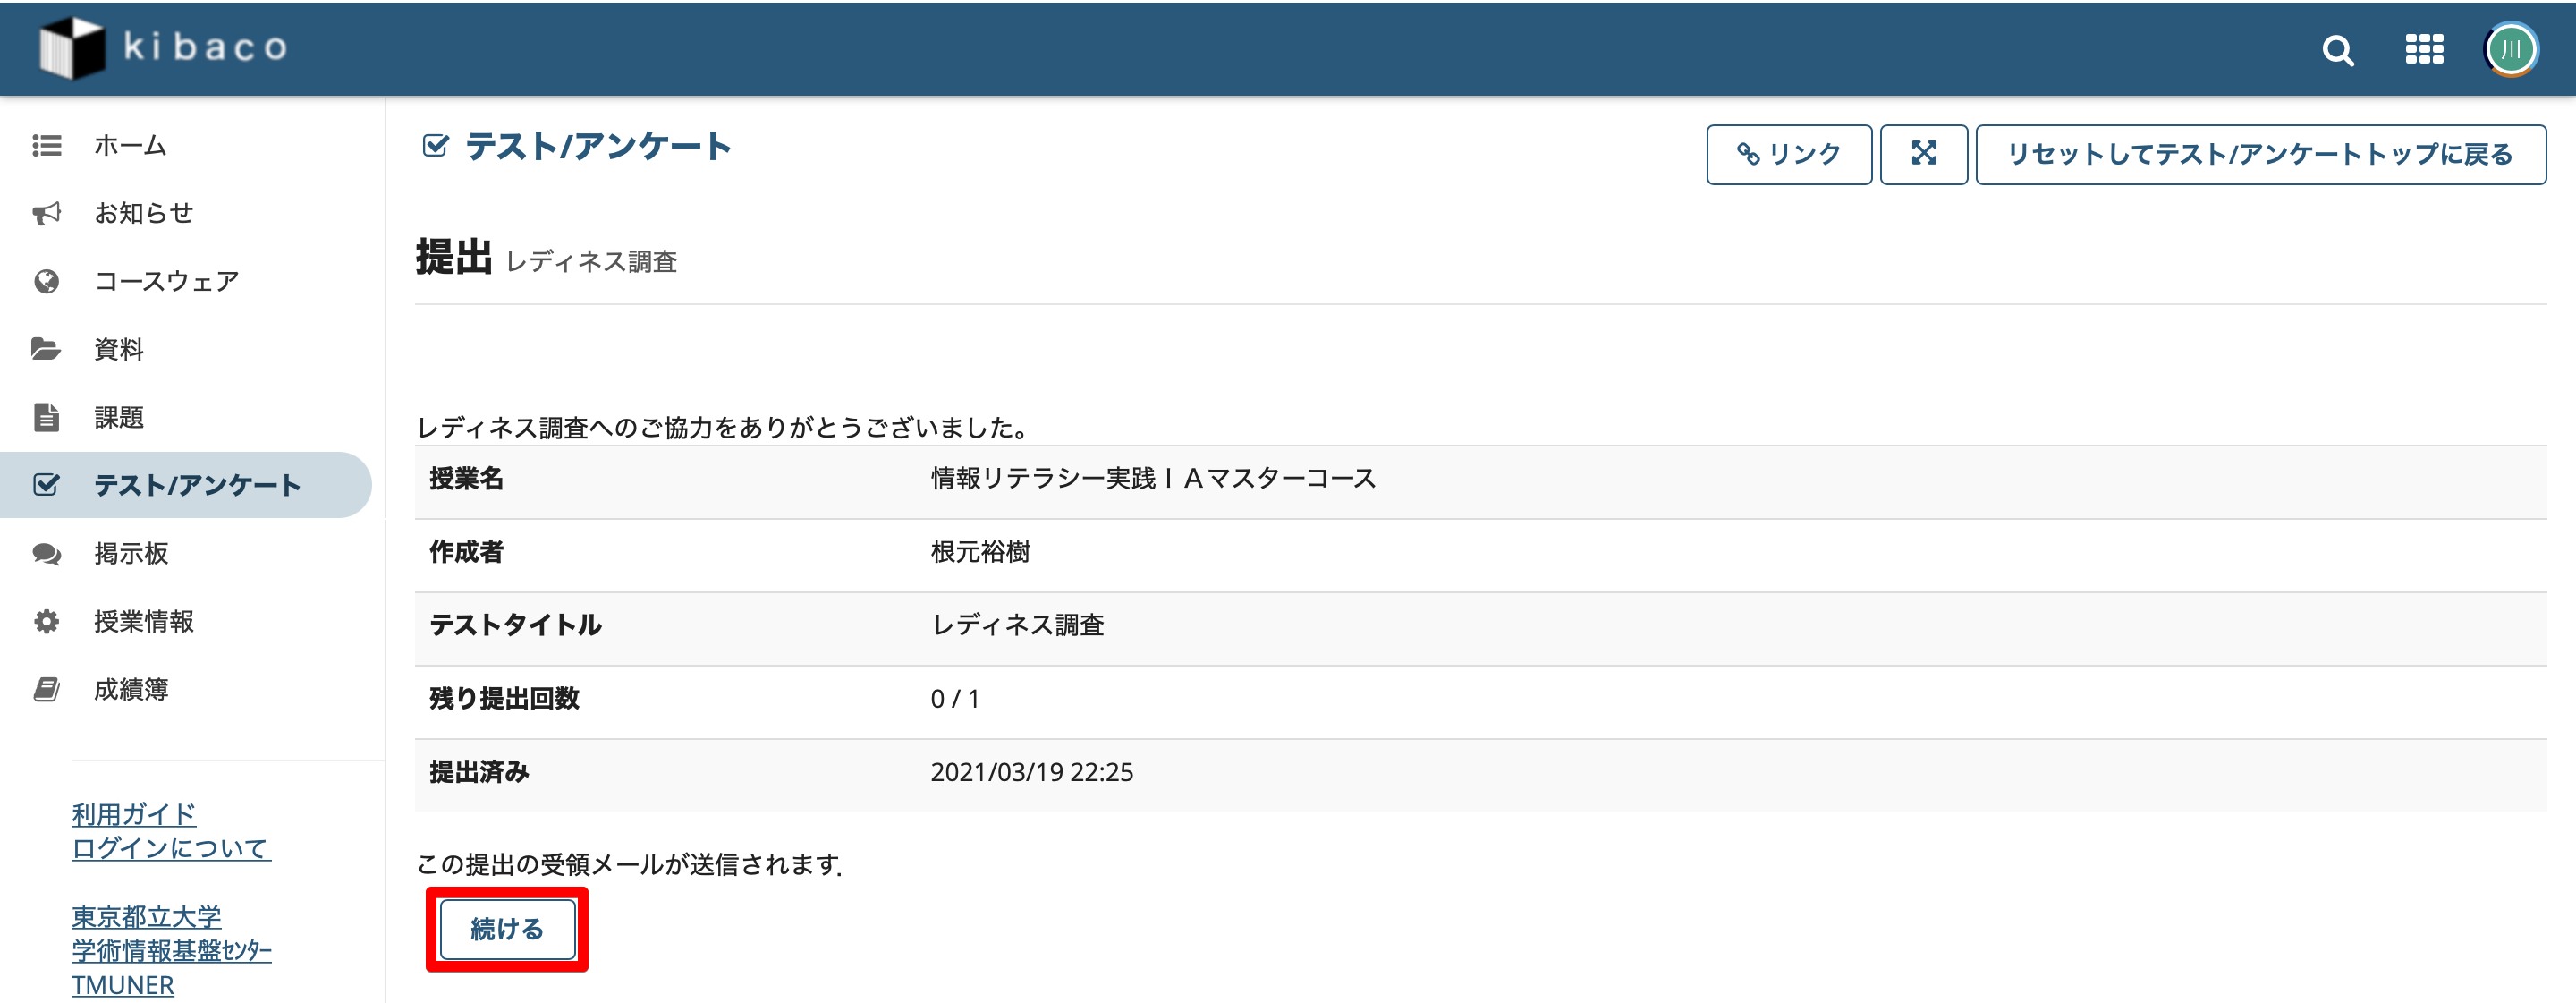 kibaco
川
ホーム
お知らせ
コースウェア
資料
課題
テスト/アンケート
掲示板
授業情報
成績簿
利用ガイド
ログインについて
東京都立大学
学術情報基盤ｾﾝﾀｰ
TMUNER
テスト/アンケート
リンク
リセットしてテスト/アンケートトップに戻る
提出 レディネス調査
レディネス調査へのご協力をありがとうございました。
授業名 情報リテラシー実践ⅠＡマスターコース
作成者 根元裕樹
テストタイトル レディネス調査
残り提出回数 0 / 1
提出済み 2021/03/19 22:25
この提出の受領メールが送信されます.
続ける